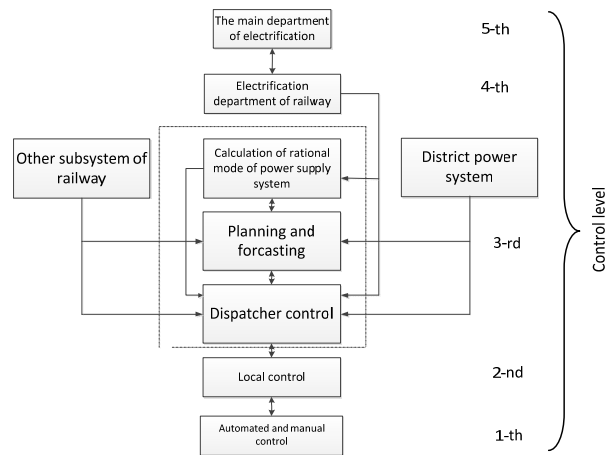 The main department
of electrification
5-th
Electrification
department of railway
4-th
Other subsystem of
railway
Calculation of rational
mode of power supply
system
District power
system
Planning and
forcasting
3-rd
Dispatcher control
Local control
2-nd
Automated and manual
control
1-th
Control level